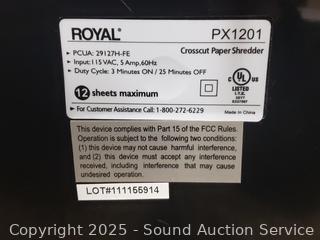 ROYAL® PX1201
Crosscut Paper Shredder
• PCUA: 29127H-FE
• Input: 115 VAC, 5 Amp, 60Hz
• Duty Cycle: 3 Minutes ON / 25 Minutes OFF
12 sheets maximum
• For Customer Assistance Call: 1-800-272-6229
c UL US
LISTED
I.T.E.
Made in China
This device complies with Part 15 of the FCC Rules.
Operation is subject to the following two conditions:
(1) this device may not cause harmful interference,
and (2) this device must accept any interference
received, including interference that may cause
undesired operation.
LOT#111155914
Copyright 2025 - Sound Auction Service